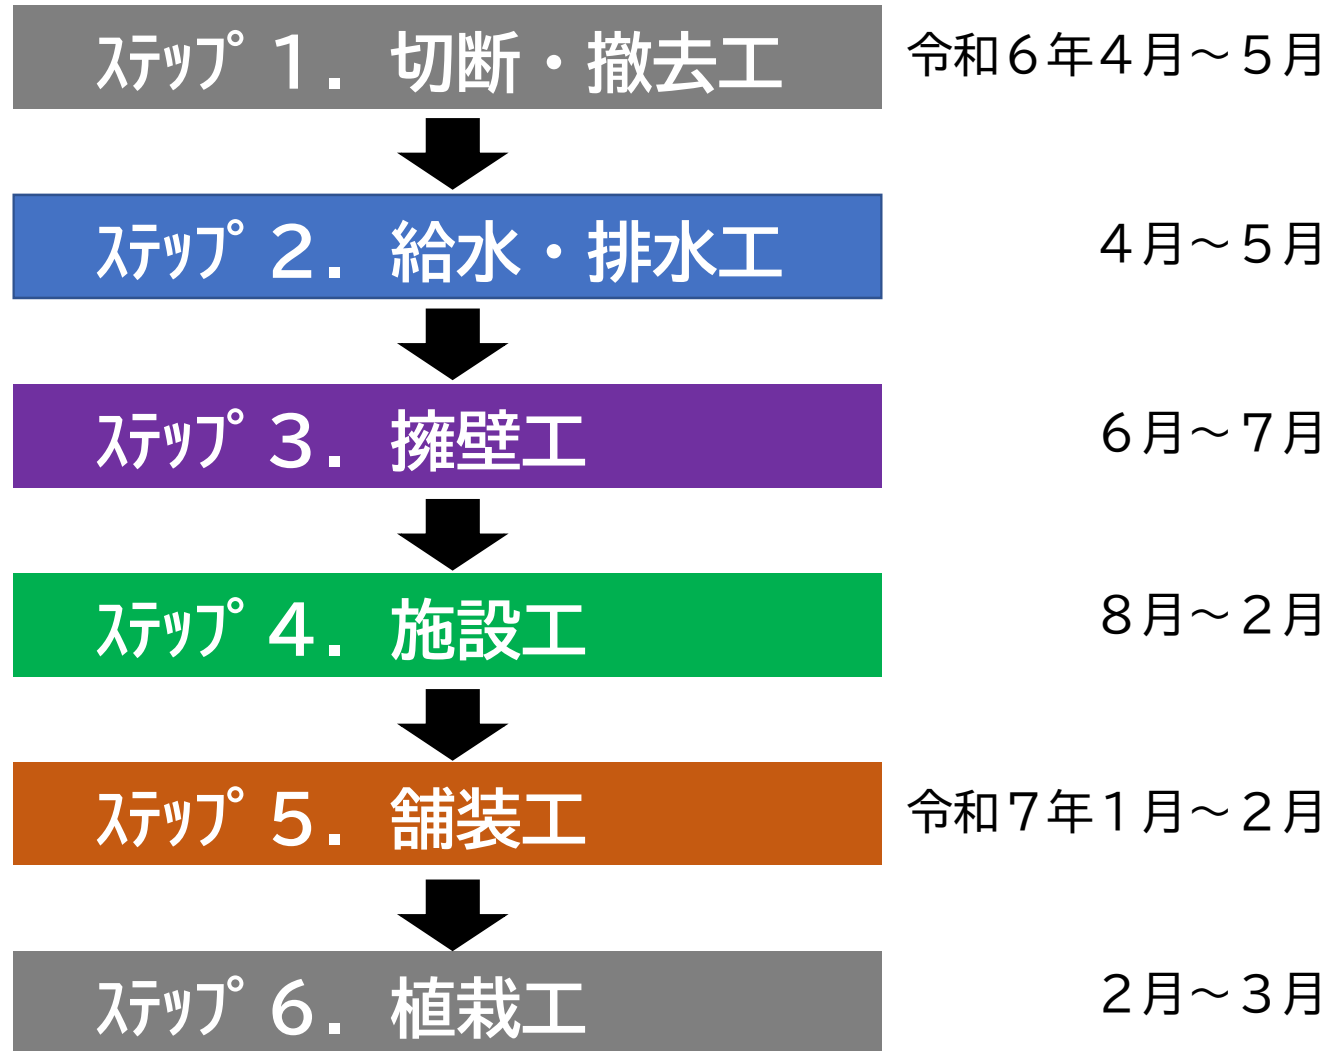 ｽﾃｯﾌﾟ １．切断・撤去工 令和６年４月～５月
ｽﾃｯﾌﾟ ２．給水・排水工 ４月～５月
ｽﾃｯﾌﾟ ３．擁壁工 ６月～７月
ｽﾃｯﾌﾟ ４．施設工 ８月～２月
ｽﾃｯﾌﾟ ５．舗装工 令和７年１月～２月
ｽﾃｯﾌﾟ ６．植栽工 ２月～３月